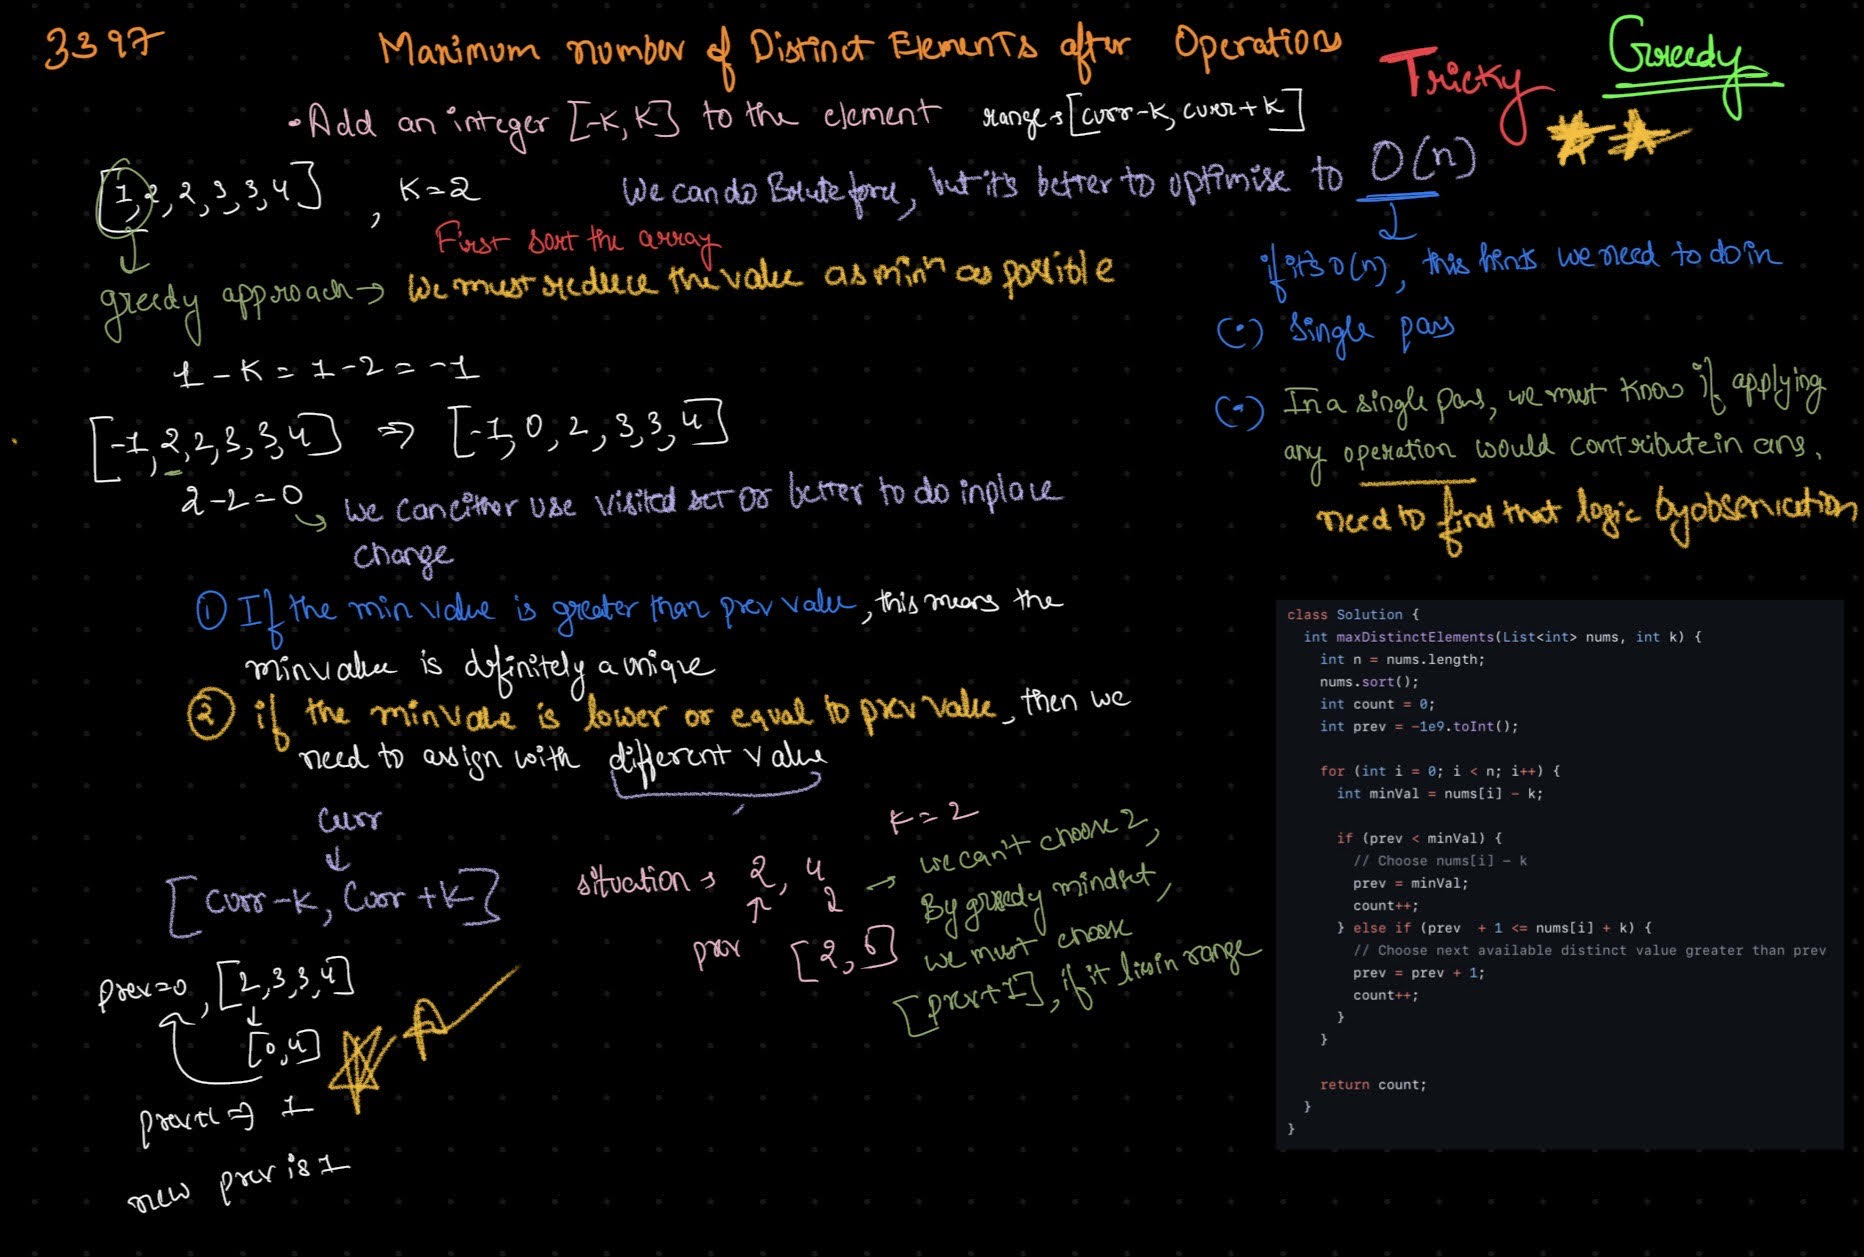 3397
Maximum number of Distinct Elements after Operations
Tricky
Greedy
• Add an integer [-K, K] to the element range → [curr-k, curr+k]
[1, 2, 2, 3, 3, 4] , K=2
We can do Brute force, but it's better to optimise to O(n)
First sort the array
greedy approach → We must reduce the value as min^m as possible
if it's O(n), this hints we need to do in
(•) Single pass
(•) In a single pass, we must know if applying
any operation would contribute in ans.
need to find that logic by observation
1 - K = 1 - 2 = -1
[-1, 2, 2, 3, 3, 4] ⇒ [-1, 0, 2, 3, 3, 4]
2-2=0
we can either use visited set or better to do inplace
change
① If the min value is greater than prev value, this means the
min value is definitely a unique
② if the min value is lower or equal to prev value, then we
need to assign with different value
curr
[curr-k, curr+k]
prev=0, [2, 3, 3, 4]
[0, 4]
prev+1 ⇒ 1
new prev is 1
K = 2
situation → 2, 4
2
prev
[2, 6]
we can't choose 2,
By greedy mindset,
we must choose
[prev+1], if it lies in range
class Solution {
int maxDistinctElements(List<int> nums, int k) {
int n = nums.length;
nums.sort();
int count = 0;
int prev = -1e9.toInt();
for (int i = 0; i < n; i++) {
int minVal = nums[i] - k;
if (prev < minVal) {
// Choose nums[i] - k
prev = minVal;
count++;
} else if (prev + 1 <= nums[i] + k) {
// Choose next available distinct value greater than prev
prev = prev + 1;
count++;
}
}
return count;
}
}